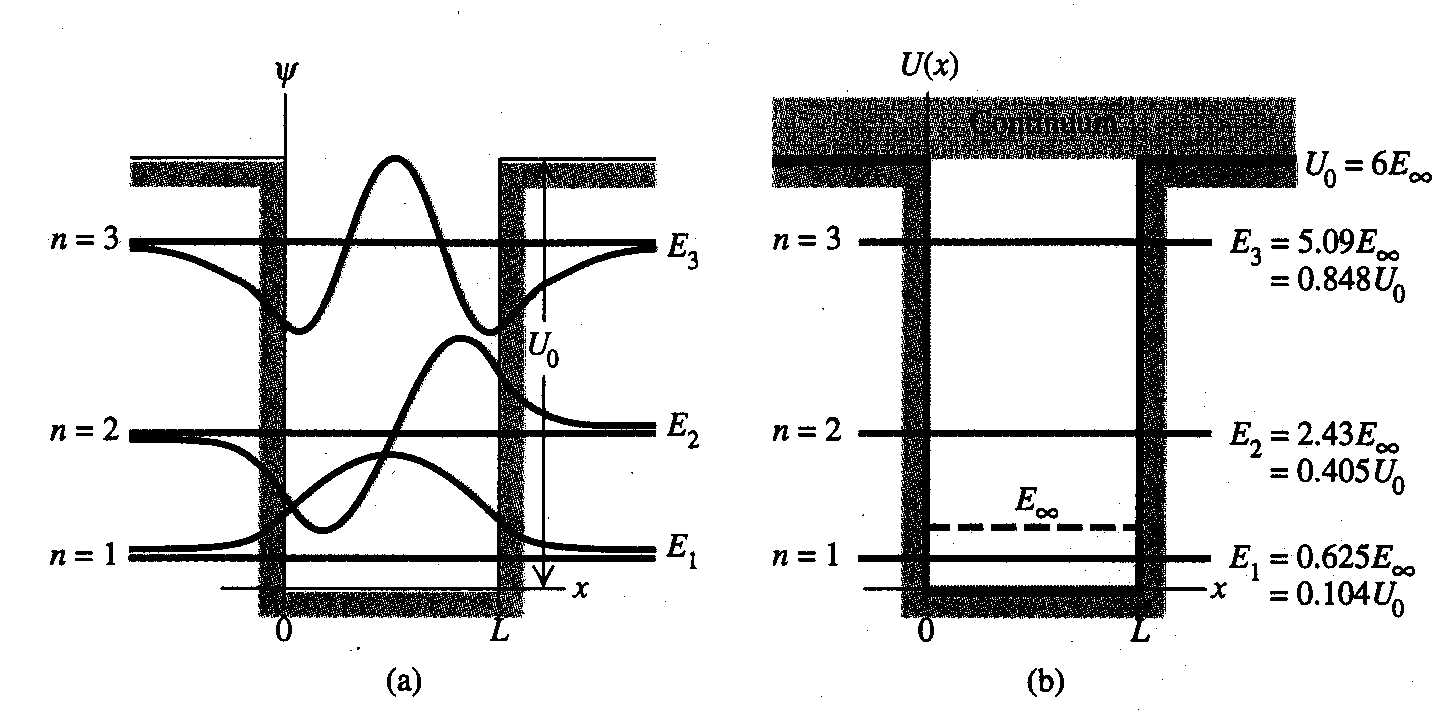 ψ
n = 3
E₃
U₀
n = 2
E₂
n = 1
E₁
x
0
L
(a)
U(x)
Continuum
U₀ = 6E∞
n = 3
E₃ = 5.09E∞
= 0.848U₀
n = 2
E₂ = 2.43E∞
= 0.405U₀
E∞
n = 1
E₁ = 0.625E∞
= 0.104U₀
x
0
L
(b)